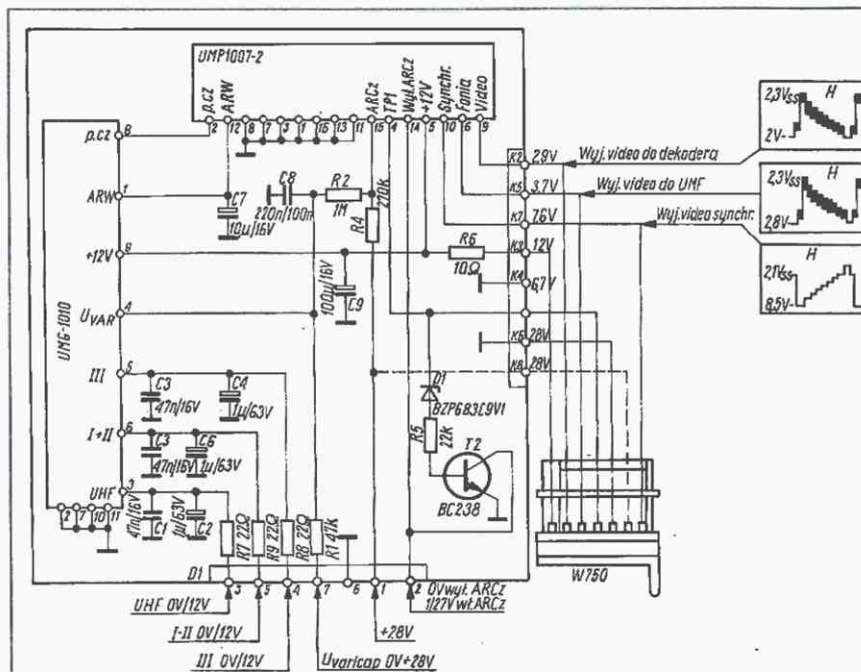 UMP1007-2
p.cz
ARW
ARCz
TP1
Wył.ARCz
+12V
Synchr.
Fonia
Video
2 12 8 7 3 1 16 13 11 15 4 14 5 10 6 9
UMG-1010
p.cz 8
ARW 1
+12V 9
UVAR 4
III 5
I+II 6
UHF 3
2 7 10 11
C7
10µ/16V
C8
220n/100n
R2
1M
R4
270k
C9
100µ/16V
R6
10Ω
C3
47n/16V
C4
1µ/63V
C3
47n/16V
C6
1µ/63V
C1
47n/16V
C2
1µ/63V
R7 22Ω
R9 22Ω
R8 22Ω
R1 47k
D1
BZP683C9V1
R5
22k
T2
BC238
K2 2,9V
K5 3,7V
K7 7,6V
K3 12V
K4 6,7V
K6 28V
K8 28V
Wyj. video do dekodera
Wyj. video do UMF
Wyj. video synchr.
H
2,3Vss
2V-
H
2,3Vss
2,8V-
H
2,1Vss
8,5V-
W750
D1
3 5 4 7 6 1 2
UHF 0V/12V
I-II 0V/12V
III 0V/12V
Uvaricap 0V÷28V
+28V
0V wył. ARCz
1/27V wł. ARCz